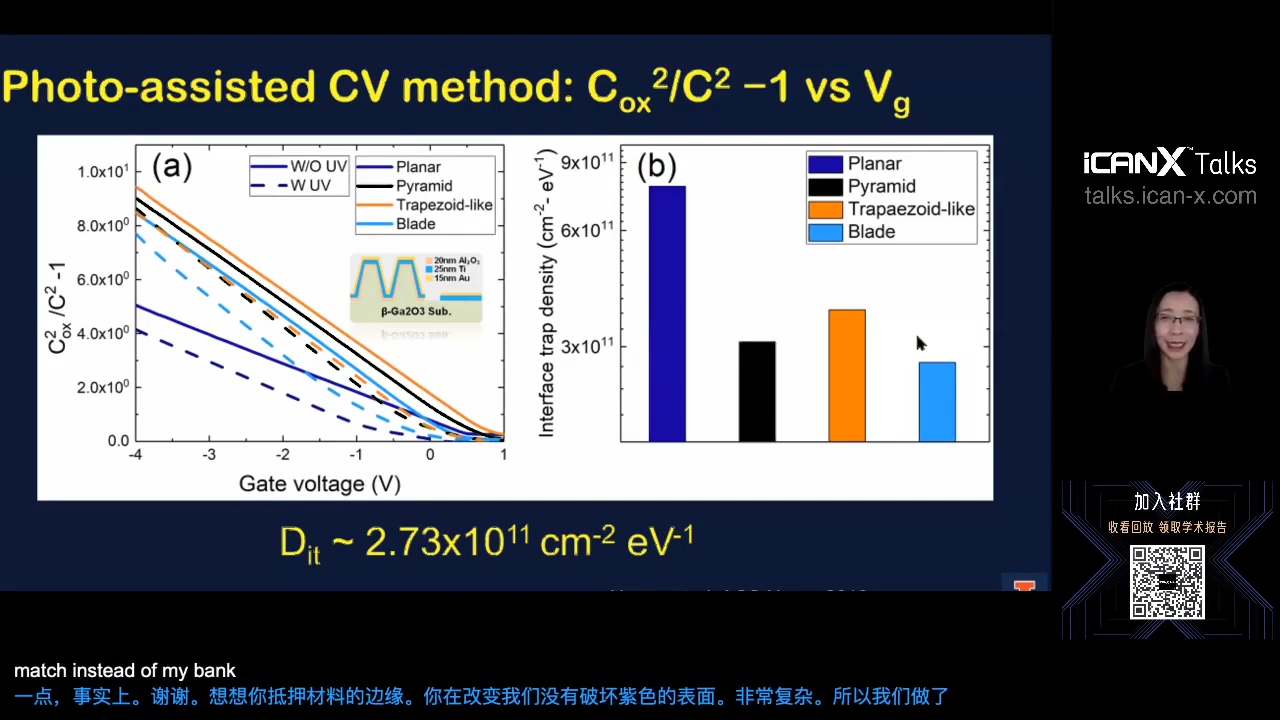 Photo-assisted CV method: Cox²/C² −1 vs Vg
(a)
W/O UV
W UV
Planar
Pyramid
Trapezoid-like
Blade
20nm Al₂O₃
25nm Ti
15nm Au
β-Ga2O3 Sub.
C²ox /C² -1
1.0x10¹
8.0x10⁰
6.0x10⁰
4.0x10⁰
2.0x10⁰
0.0
-4 -3 -2 -1 0 1
Gate voltage (V)
(b)
Planar
Pyramid
Trapaezoid-like
Blade
Interface trap density (cm⁻²- eV⁻¹)
9x10¹¹
6x10¹¹
3x10¹¹
Dit ~ 2.73x10¹¹ cm⁻² eV⁻¹
iCANX™ Talks
talks.ican-x.com
加入社群
收看回放 领取学术报告
match instead of my bank
一点，事实上。谢谢。想想你抵押材料的边缘。你在改变我们没有破坏紫色的表面。非常复杂。所以我们做了